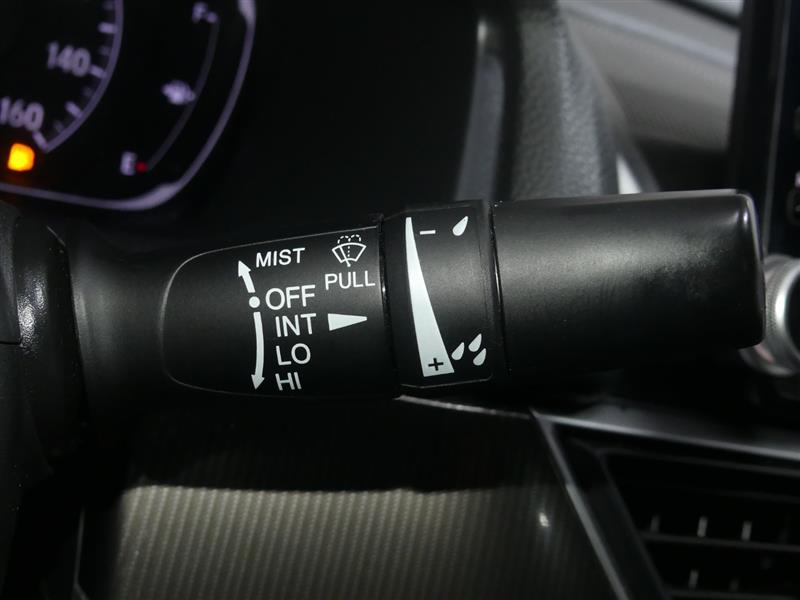 F
140
160
E
MIST
PULL
OFF
INT
LO
HI
-
+